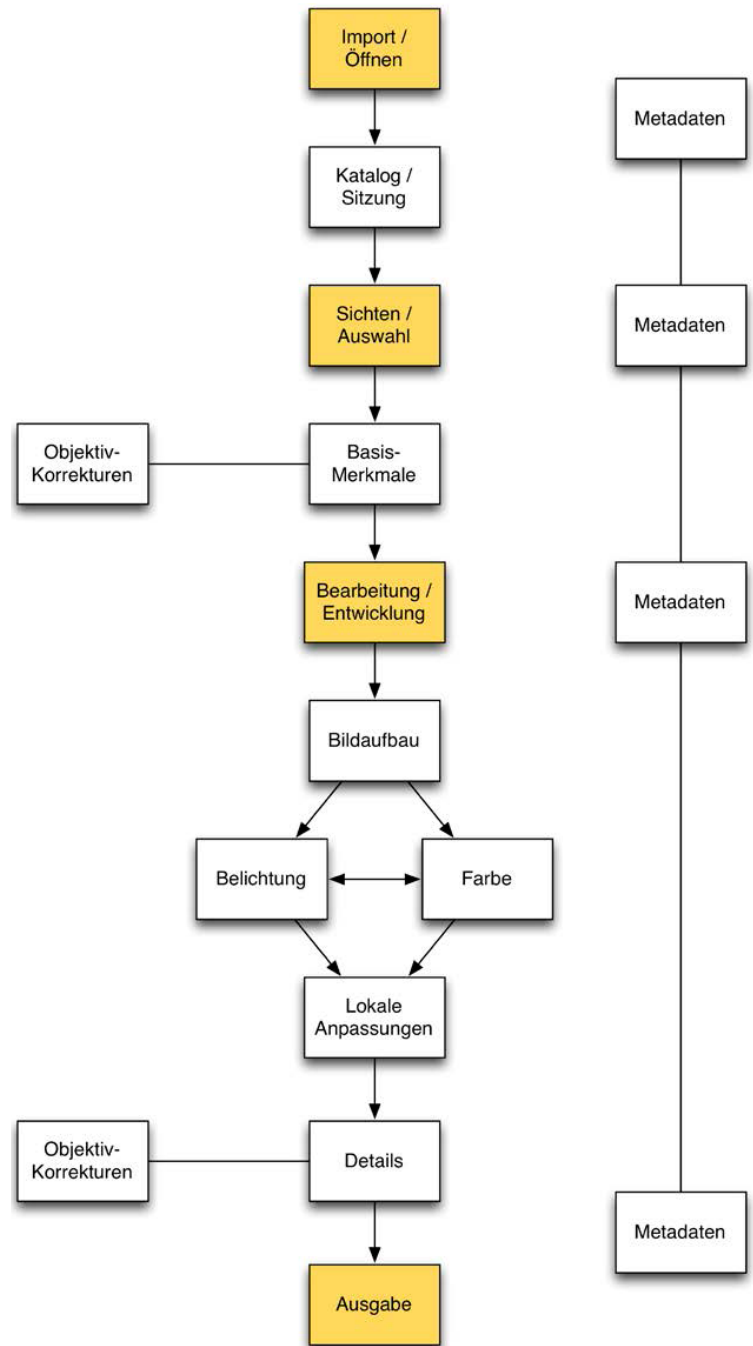 Import /
Öffnen
Metadaten
Katalog /
Sitzung
Sichten /
Auswahl
Metadaten
Objektiv-
Korrekturen
Basis-
Merkmale
Bearbeitung /
Entwicklung
Metadaten
Bildaufbau
Belichtung
Farbe
Lokale
Anpassungen
Objektiv-
Korrekturen
Details
Metadaten
Ausgabe